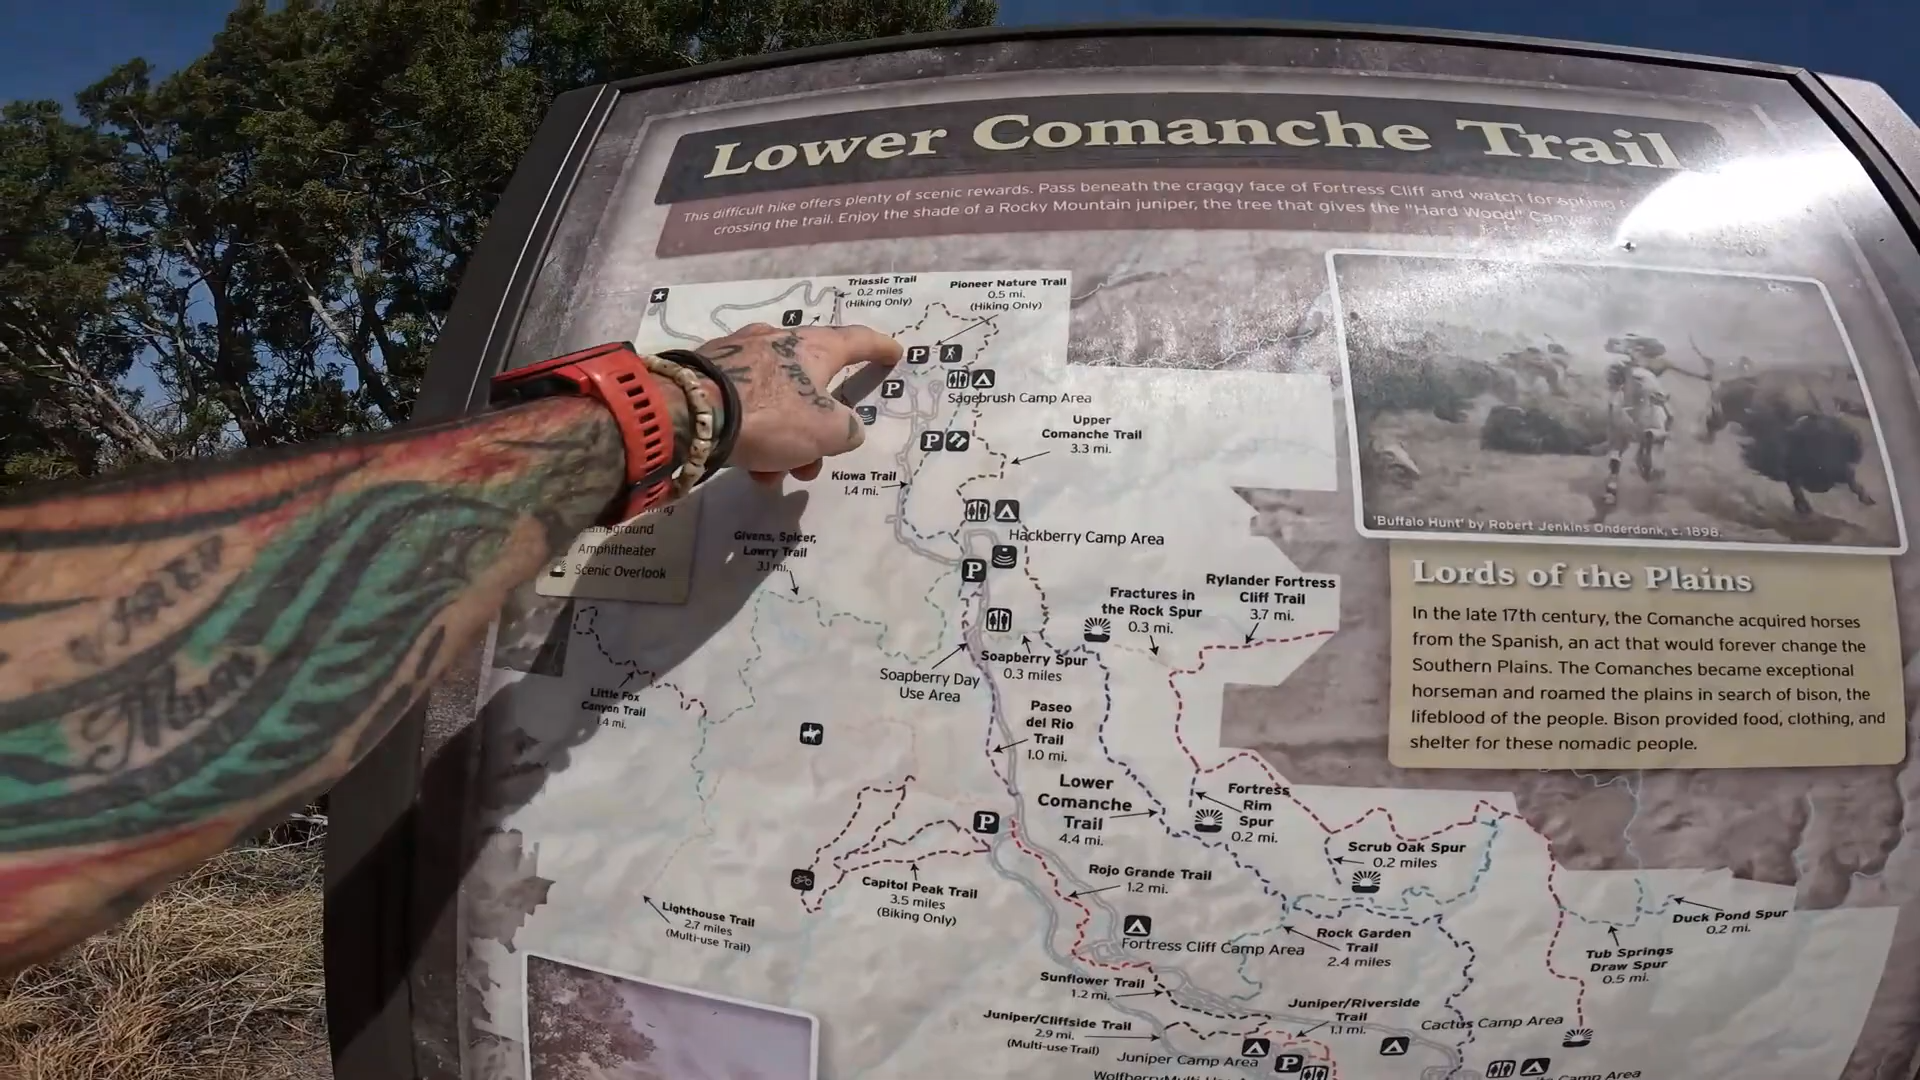 Lower Comanche Trail
This difficult hike offers plenty of scenic rewards. Pass beneath the craggy face of Fortress Cliff and watch for spring
crossing the trail. Enjoy the shade of a Rocky Mountain juniper, the tree that gives the "Hard Wood" Canyon
Triassic Trail
0.2 miles
(Hiking Only)
Pioneer Nature Trail
0.5 mi.
(Hiking Only)
P
P
Sagebrush Camp Area
Upper
Comanche Trail
3.3 mi.
P
Kiowa Trail
1.4 mi.
Campground
Amphitheater
Scenic Overlook
Givens, Spicer,
Lowry Trail
3.1 mi.
Hackberry Camp Area
P
Fractures in
the Rock Spur
0.3 mi.
Rylander Fortress
Cliff Trail
3.7 mi.
Soapberry Spur
0.3 miles
Soapberry Day
Use Area
Little Fox
Canyon Trail
1.4 mi.
Paseo
del Rio
Trail
1.0 mi.
Lower
Comanche
Trail
4.4 mi.
Fortress
Rim
Spur
0.2 mi.
P
Scrub Oak Spur
0.2 miles
Capitol Peak Trail
3.5 miles
(Biking Only)
Rojo Grande Trail
1.2 mi.
Lighthouse Trail
2.7 miles
(Multi-use Trail)
Fortress Cliff Camp Area
Rock Garden
Trail
2.4 miles
Duck Pond Spur
0.2 mi.
Tub Springs
Draw Spur
0.5 mi.
Sunflower Trail
1.2 mi.
Juniper/Riverside
Trail
1.1 mi.
Juniper/Cliffside Trail
2.9 mi.
(Multi-use Trail)
Cactus Camp Area
Juniper Camp Area
P
Camp Area
'Buffalo Hunt' by Robert Jenkins Onderdonk, c. 1898.
Lords of the Plains
In the late 17th century, the Comanche acquired horses
from the Spanish, an act that would forever change the
Southern Plains. The Comanches became exceptional
horseman and roamed the plains in search of bison, the
lifeblood of the people. Bison provided food, clothing, and
shelter for these nomadic people.